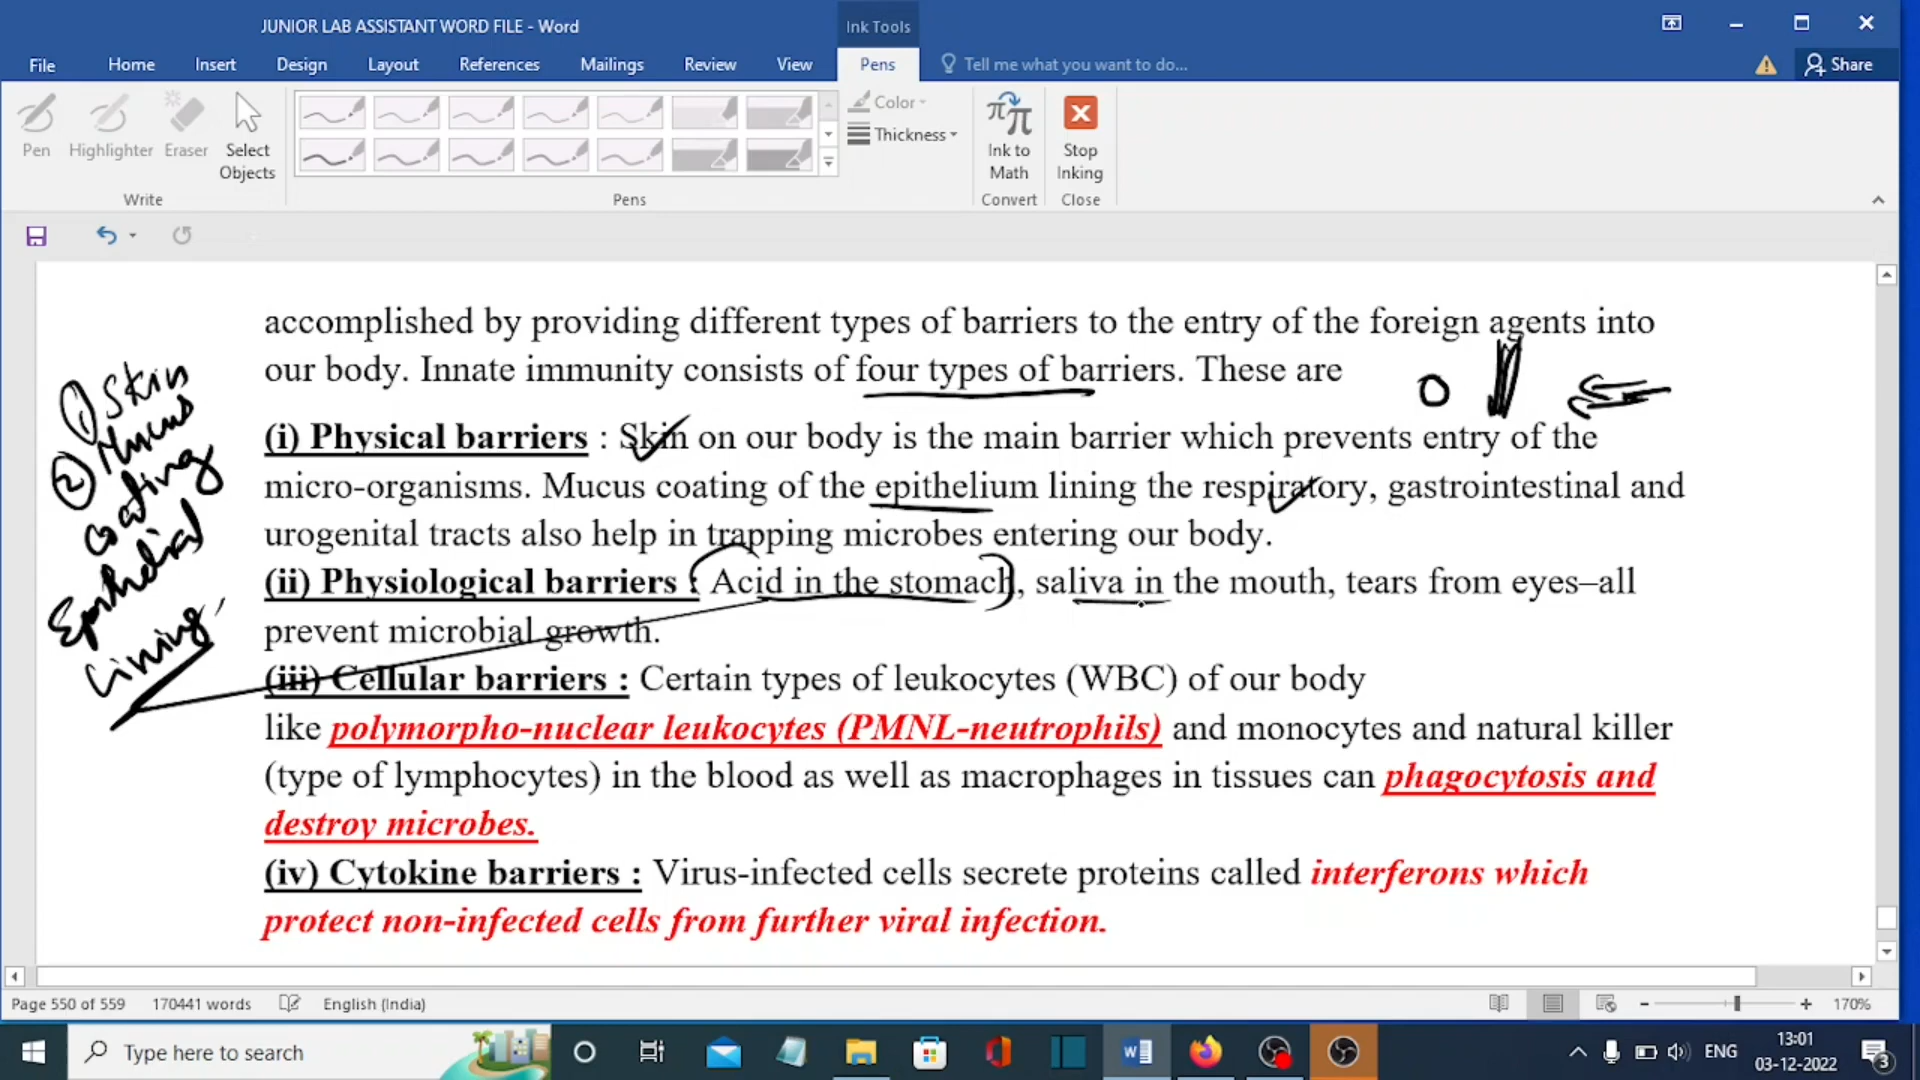 JUNIOR LAB ASSISTANT WORD FILE - Word
Ink Tools
File Home Insert Design Layout References Mailings Review View Pens Tell me what you want to do... Share
Pen Highlighter Eraser Select Objects
Color
Thickness
Ink to Math
Stop Inking
Write Pens Convert Close
accomplished by providing different types of barriers to the entry of the foreign agents into
our body. Innate immunity consists of four types of barriers. These are
(i) Physical barriers : Skin on our body is the main barrier which prevents entry of the
micro-organisms. Mucus coating of the epithelium lining the respiratory, gastrointestinal and
urogenital tracts also help in trapping microbes entering our body.
(ii) Physiological barriers : Acid in the stomach, saliva in the mouth, tears from eyes–all
prevent microbial growth.
(iii) Cellular barriers : Certain types of leukocytes (WBC) of our body
like polymorpho-nuclear leukocytes (PMNL-neutrophils) and monocytes and natural killer
(type of lymphocytes) in the blood as well as macrophages in tissues can phagocytosis and
destroy microbes.
(iv) Cytokine barriers : Virus-infected cells secrete proteins called interferons which
protect non-infected cells from further viral infection.
① Skin
② Mucus
Coating
Epithelial
Lining
Page 550 of 559 170441 words English (India) 170%
Type here to search
ENG
13:01
03-12-2022
3